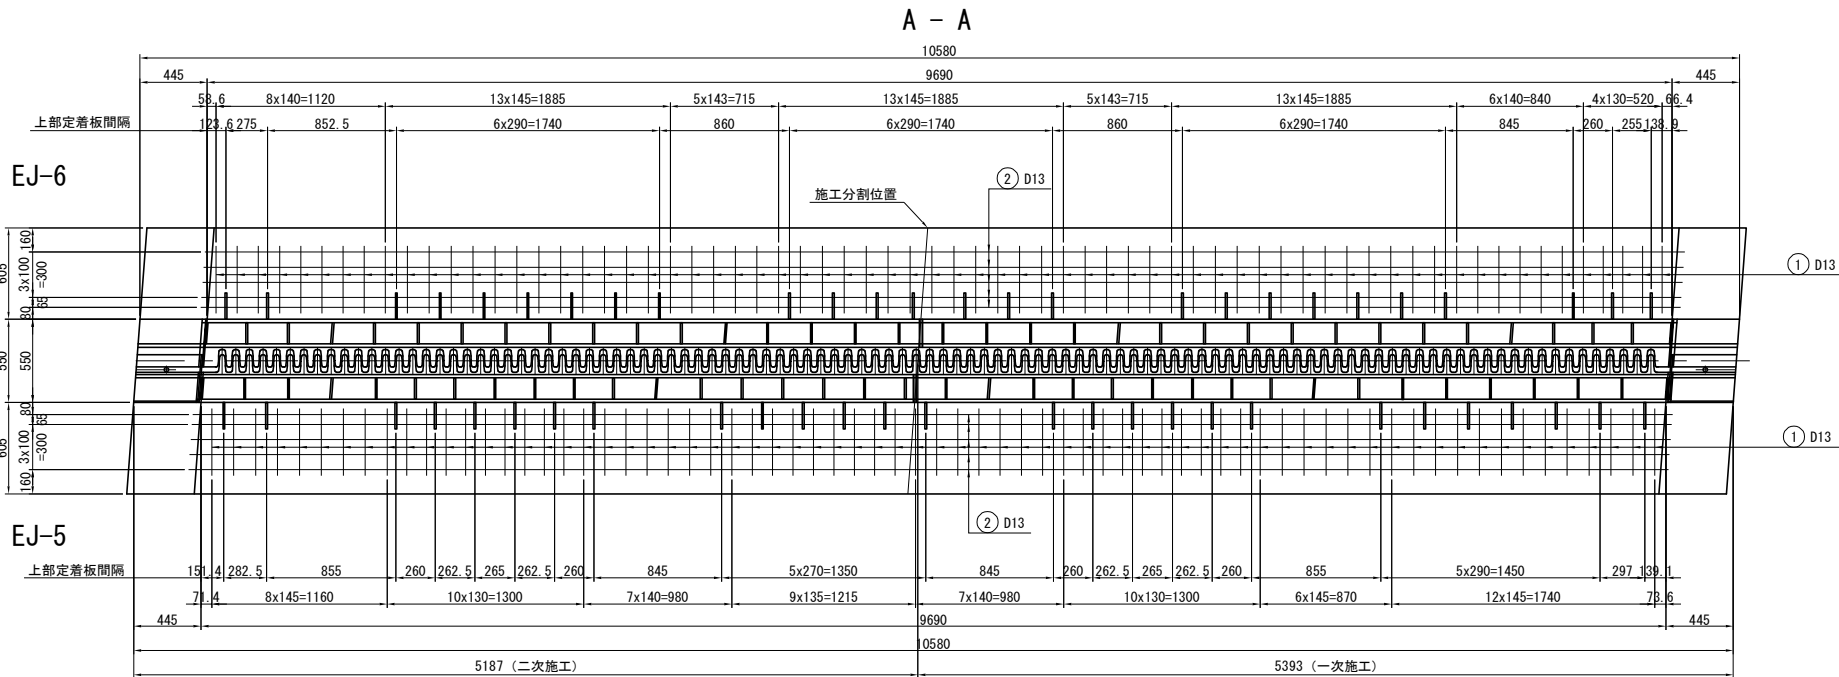 A - A
10580
445 9690 445
58.6 8x140=1120 13x145=1885 5x143=715 13x145=1885 5x143=715 13x145=1885 6x140=840 4x130=520 66.4
上部定着板間隔 123.6 275 852.5 6x290=1740 860 6x290=1740 860 6x290=1740 845 260 255 138.9
EJ-6
② D13
施工分割位置
160
605 3x100 =300
① D13
65
80
550 550
80
65
605 3x100 =300
① D13
160
② D13
EJ-5
上部定着板間隔 151.4 282.5 855 260 262.5 265 262.5 260 845 5x270=1350 845 260 262.5 265 262.5 260 855 5x290=1450 297 139.1
71.4 8x145=1160 10x130=1300 7x140=980 9x135=1215 7x140=980 10x130=1300 6x145=870 12x145=1740 73.6
445 9690 445
10580
5187 (二次施工) 5393 (一次施工)